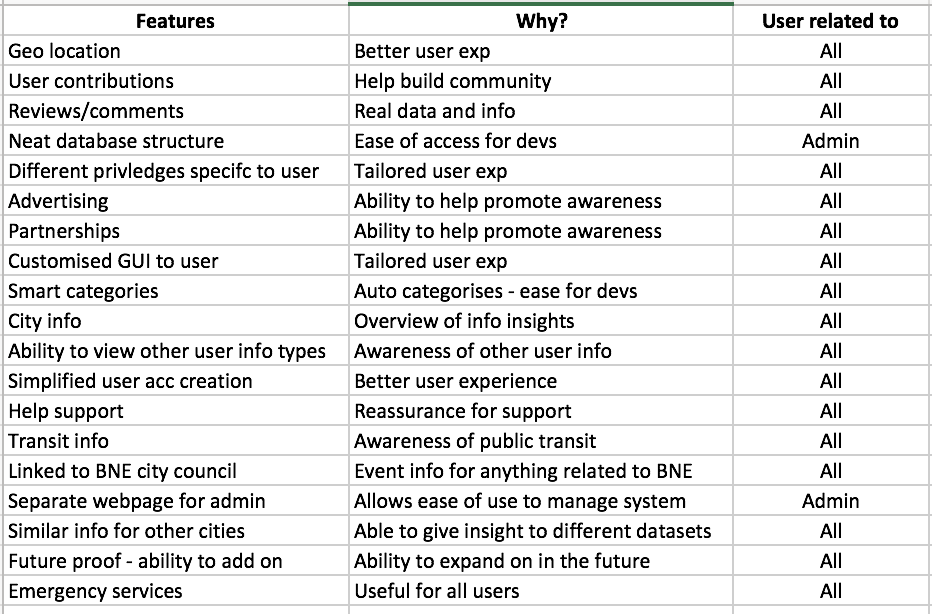 Features Why? User related to
Geo location Better user exp All
User contributions Help build community All
Reviews/comments Real data and info All
Neat database structure Ease of access for devs Admin
Different privledges specifc to user Tailored user exp All
Advertising Ability to help promote awareness All
Partnerships Ability to help promote awareness All
Customised GUI to user Tailored user exp All
Smart categories Auto categorises - ease for devs All
City info Overview of info insights All
Ability to view other user info types Awareness of other user info All
Simplified user acc creation Better user experience All
Help support Reassurance for support All
Transit info Awareness of public transit All
Linked to BNE city council Event info for anything related to BNE All
Separate webpage for admin Allows ease of use to manage system Admin
Similar info for other cities Able to give insight to different datasets All
Future proof - ability to add on Ability to expand on in the future All
Emergency services Useful for all users All